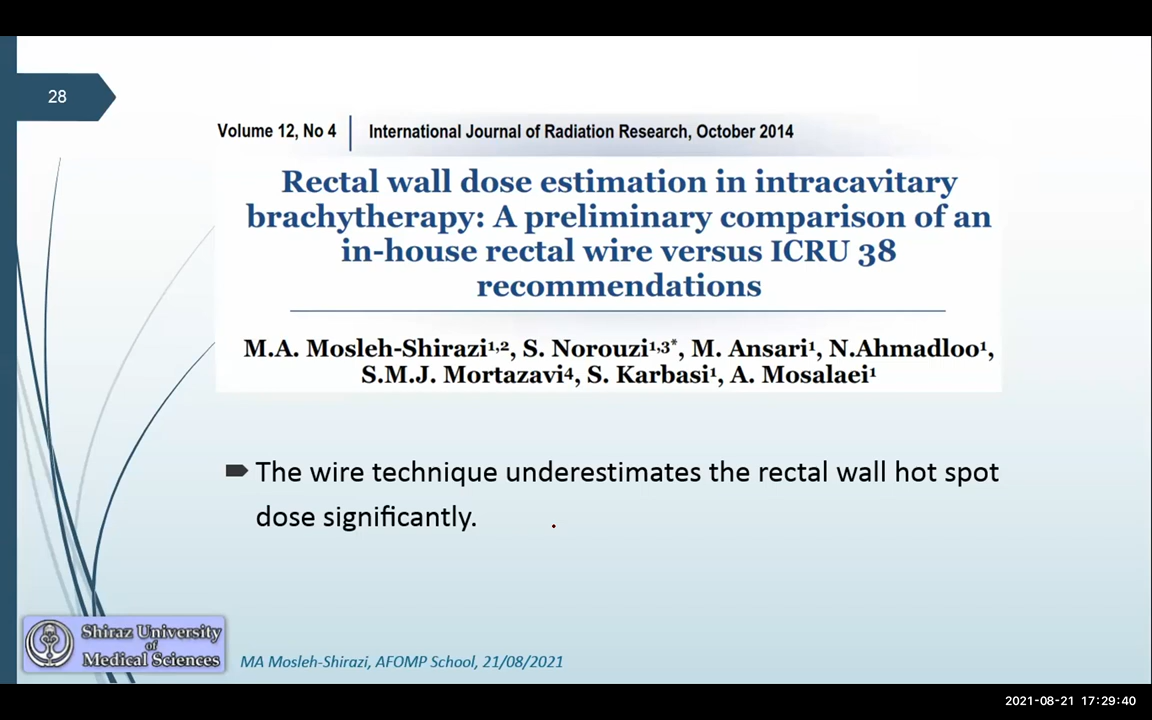 28
Volume 12, No 4 International Journal of Radiation Research, October 2014
Rectal wall dose estimation in intracavitary
brachytherapy: A preliminary comparison of an
in-house rectal wire versus ICRU 38
recommendations
M.A. Mosleh-Shirazi¹,², S. Norouzi¹,³*, M. Ansari¹, N.Ahmadloo¹,
S.M.J. Mortazavi⁴, S. Karbasi¹, A. Mosalaei¹
The wire technique underestimates the rectal wall hot spot
dose significantly.
Shiraz University
of
Medical Sciences
MA Mosleh-Shirazi, AFOMP School, 21/08/2021
2021-08-21 17:29:40